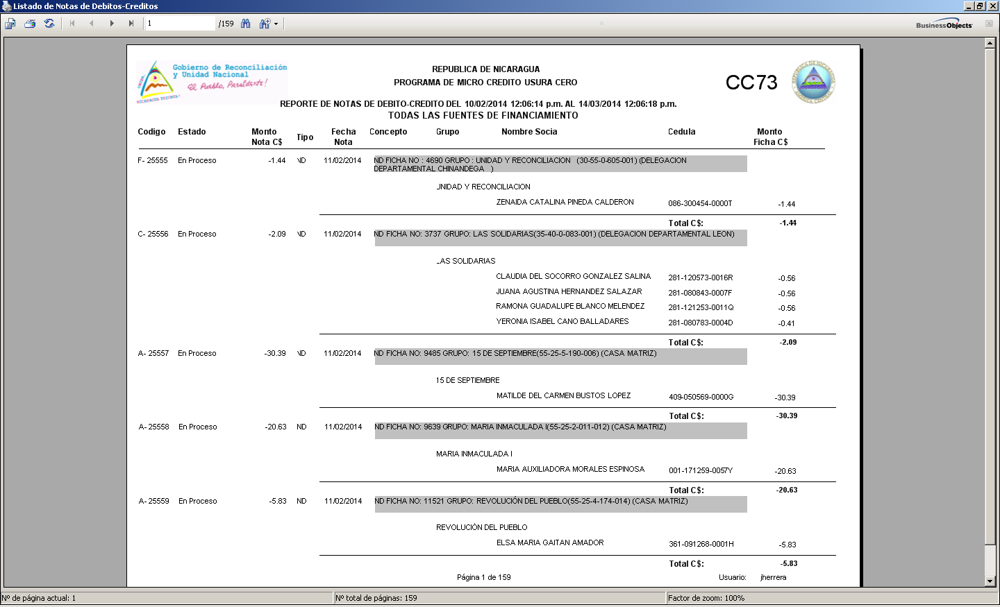 Listado de Notas de Debitos-Creditos
1 /159
BusinessObjects
Gobierno de Reconciliación
y Unidad Nacional
El Pueblo, Presidente!
REPUBLICA DE NICARAGUA
PROGRAMA DE MICRO CREDITO USURA CERO
CC73
REPORTE DE NOTAS DE DEBITO-CREDITO DEL 10/02/2014 12:06:14 p.m. AL 14/03/2014 12:06:18 p.m.
TODAS LAS FUENTES DE FINANCIAMIENTO
Codigo Estado Monto Nota C$ Tipo Fecha Nota Concepto Grupo Nombre Socia Cedula Monto Ficha C$
F- 25555 En Proceso -1.44 ND 11/02/2014 ND FICHA NO : 4690 GRUPO : UNIDAD Y RECONCILIACION (30-55-0-605-001) (DELEGACION
DEPARTAMENTAL CHINANDEGA )
UNIDAD Y RECONCILIACION
ZENAIDA CATALINA PINEDA CALDERON 086-300454-0000T -1.44
Total C$: -1.44
C- 25556 En Proceso -2.09 ND 11/02/2014 ND FICHA NO: 3737 GRUPO: LAS SOLIDARIAS(35-40-0-083-001) (DELEGACION DEPARTAMENTAL LEON)
LAS SOLIDARIAS
CLAUDIA DEL SOCORRO GONZALEZ SALINA 281-120573-0016R -0.56
JUANA AGUSTINA HERNANDEZ SALAZAR 281-080843-0007F -0.56
RAMONA GUADALUPE BLANCO MELENDEZ 281-121253-0011Q -0.56
YERONIA ISABEL CANO BALLADARES 281-080783-0004D -0.41
Total C$: -2.09
A- 25557 En Proceso -30.39 ND 11/02/2014 ND FICHA NO: 9485 GRUPO: 15 DE SEPTIEMBRE(55-25-5-190-006) (CASA MATRIZ)
15 DE SEPTIEMBRE
MATILDE DEL CARMEN BUSTOS LOPEZ 409-050569-0000G -30.39
Total C$: -30.39
A- 25558 En Proceso -20.63 ND 11/02/2014 ND FICHA NO: 9639 GRUPO: MARIA INMACULADA I(55-25-2-011-012) (CASA MATRIZ)
MARIA INMACULADA I
MARIA AUXILIADORA MORALES ESPINOSA 001-171259-0057Y -20.63
Total C$: -20.63
A- 25559 En Proceso -5.83 ND 11/02/2014 ND FICHA NO: 11521 GRUPO: REVOLUCIÓN DEL PUEBLO(55-25-4-174-014) (CASA MATRIZ)
REVOLUCIÓN DEL PUEBLO
ELSA MARIA GAITAN AMADOR 361-091268-0001H -5.83
Total C$: -5.83
Página 1 de 159 Usuario: jherrera
Nº de página actual: 1 Nº total de páginas: 159 Factor de zoom: 100%